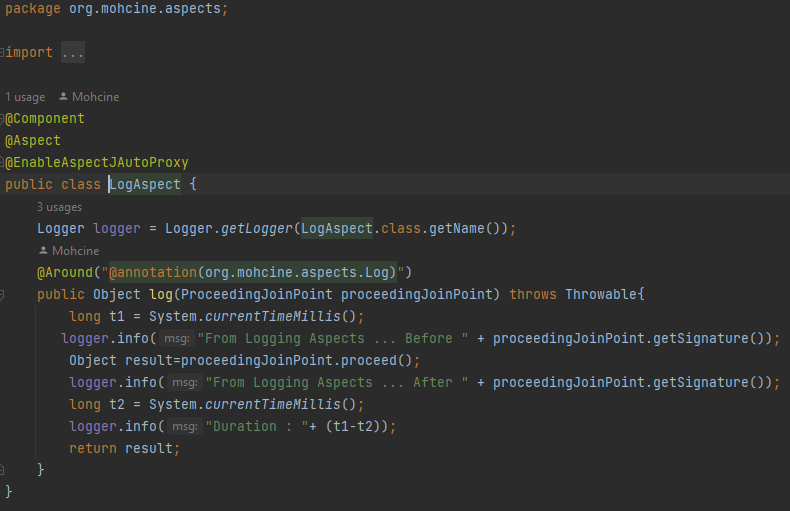 package org.mohcine.aspects;
import ...
1 usage Mohcine
@Component
@Aspect
@EnableAspectJAutoProxy
public class LogAspect {
3 usages
Logger logger = Logger.getLogger(LogAspect.class.getName());
Mohcine
@Around("@annotation(org.mohcine.aspects.Log)")
public Object log(ProceedingJoinPoint proceedingJoinPoint) throws Throwable{
long t1 = System.currentTimeMillis();
logger.info( msg: "From Logging Aspects ... Before " + proceedingJoinPoint.getSignature());
Object result=proceedingJoinPoint.proceed();
logger.info( msg: "From Logging Aspects ... After " + proceedingJoinPoint.getSignature());
long t2 = System.currentTimeMillis();
logger.info( msg: "Duration : "+ (t1-t2));
return result;
}
}